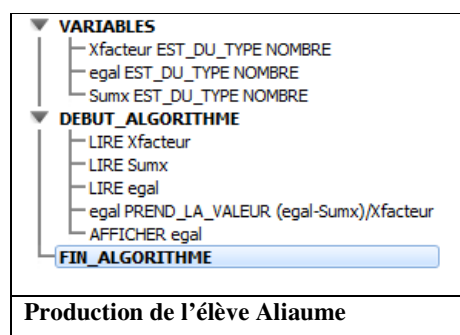 VARIABLES
Xfacteur EST_DU_TYPE NOMBRE
egal EST_DU_TYPE NOMBRE
Sumx EST_DU_TYPE NOMBRE
DEBUT_ALGORITHME
LIRE Xfacteur
LIRE Sumx
LIRE egal
egal PREND_LA_VALEUR (egal-Sumx)/Xfacteur
AFFICHER egal
FIN_ALGORITHME
Production de l'élève Aliaume